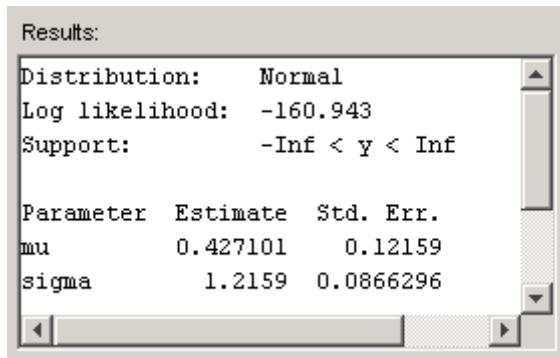 Results:
Distribution:    Normal
Log likelihood:  -160.943
Support:         -Inf < y < Inf
Parameter  Estimate  Std. Err.
mu         0.427101    0.12159
sigma        1.2159  0.0866296